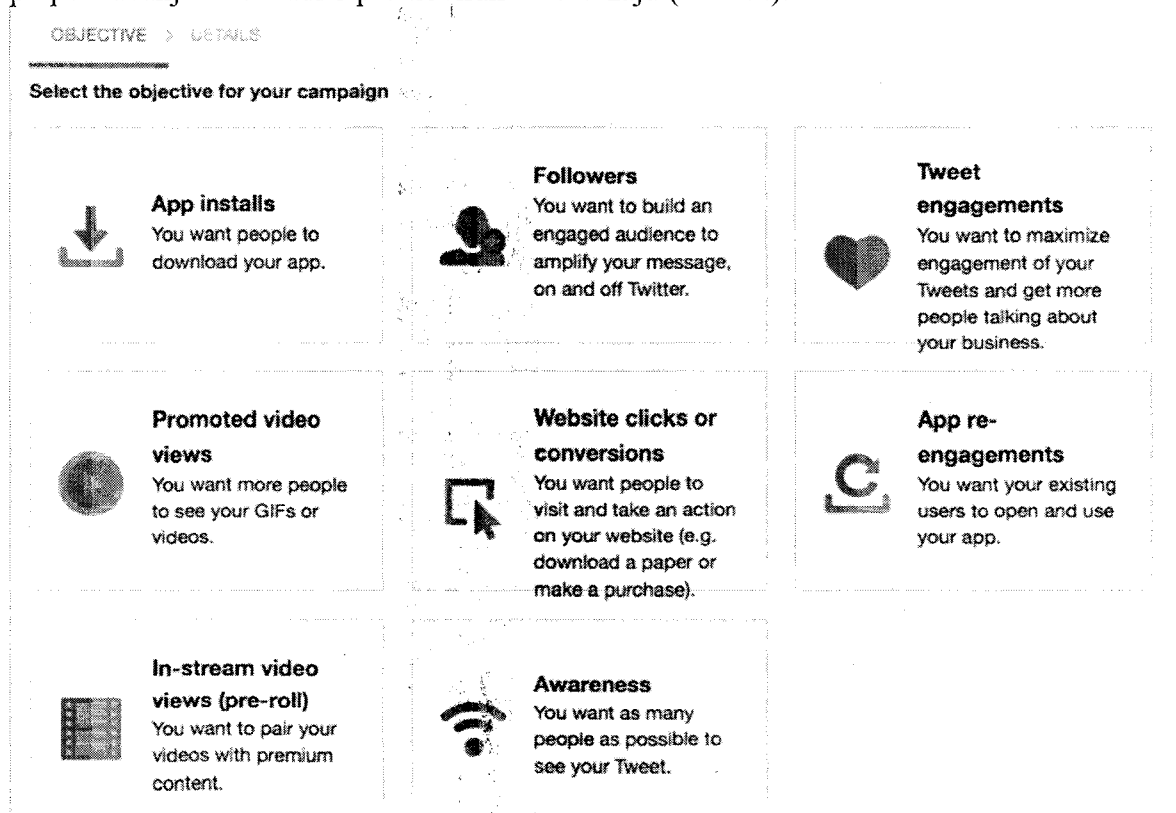 OBJECTIVE > DETAILS
Select the objective for your campaign
App installs
You want people to
download your app.
Followers
You want to build an
engaged audience to
amplify your message,
on and off Twitter.
Tweet
engagements
You want to maximize
engagement of your
Tweets and get more
people talking about
your business.
Promoted video
views
You want more people
to see your GIFs or
videos.
Website clicks or
conversions
You want people to
visit and take an action
on your website (e.g.
download a paper or
make a purchase).
App re-
engagements
You want your existing
users to open and use
your app.
In-stream video
views (pre-roll)
You want to pair your
videos with premium
content.
Awareness
You want as many
people as possible to
see your Tweet.